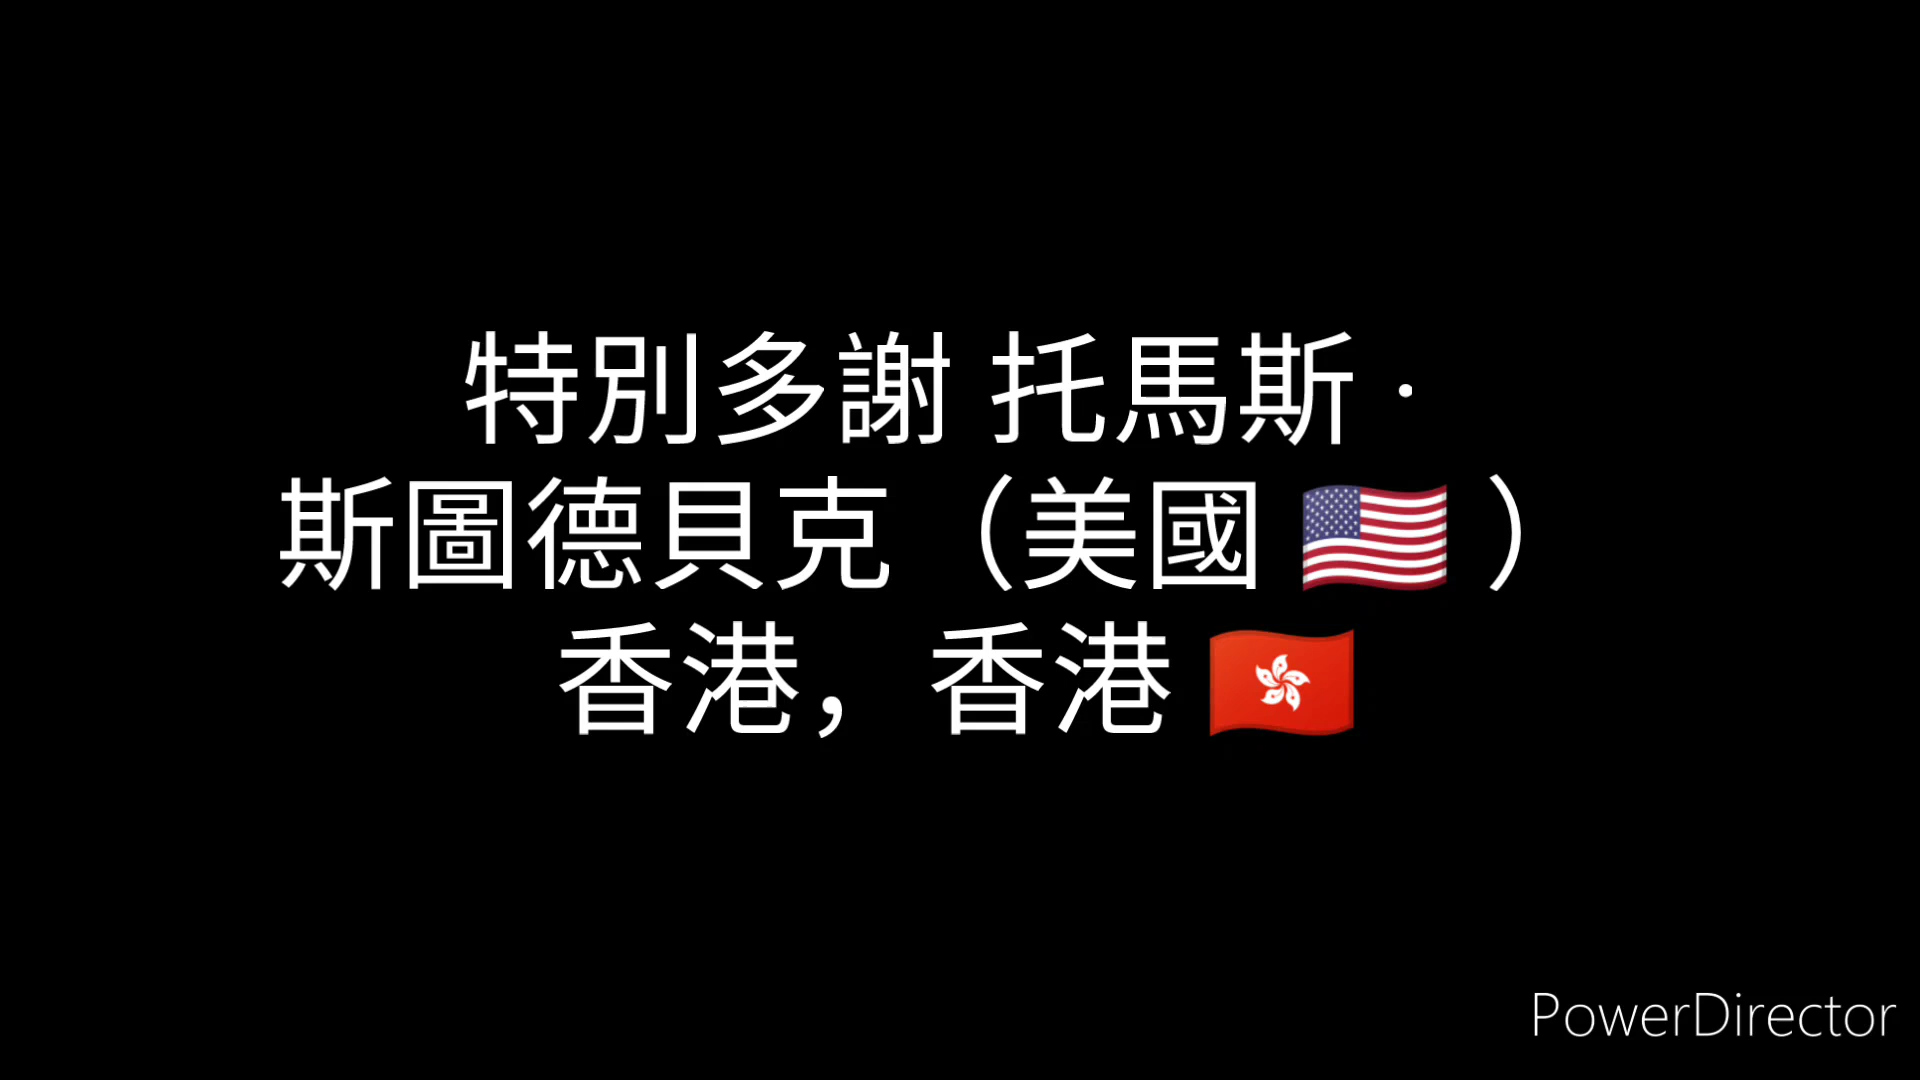 特別多謝 托馬斯 ·
斯圖德貝克（美國 🇺🇸 ）
香港，香港 🇭🇰
PowerDirector